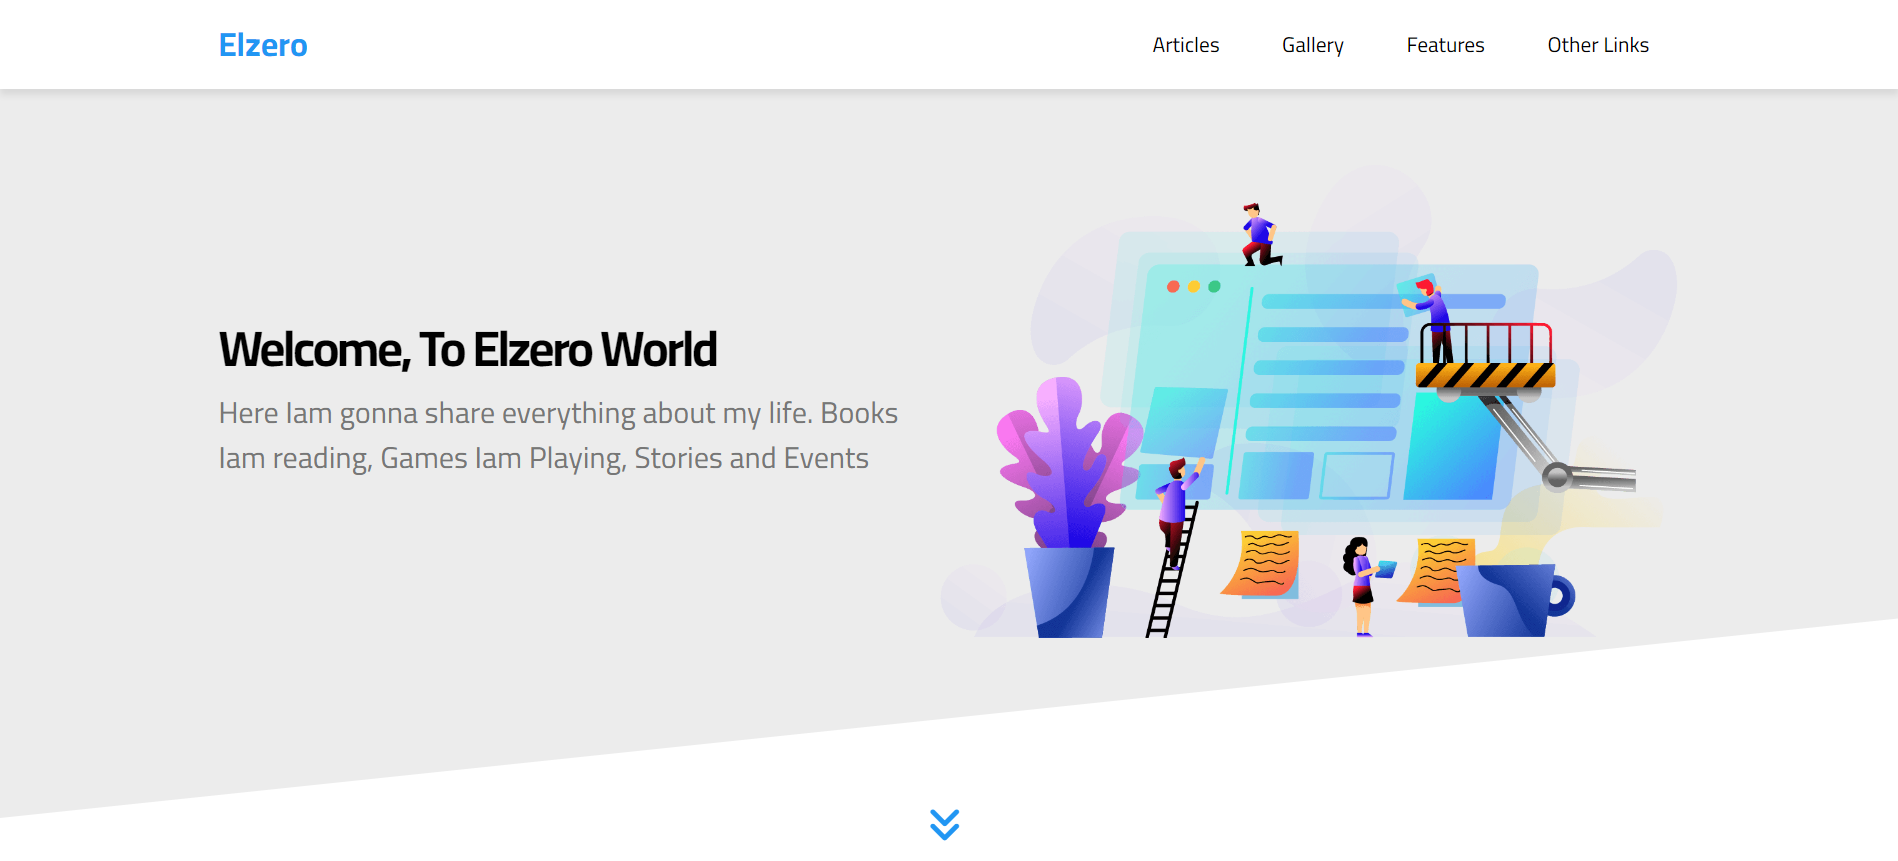 Elzero
Articles
Gallery
Features
Other Links
Welcome, To Elzero World
Here Iam gonna share everything about my life. Books
Iam reading, Games Iam Playing, Stories and Events